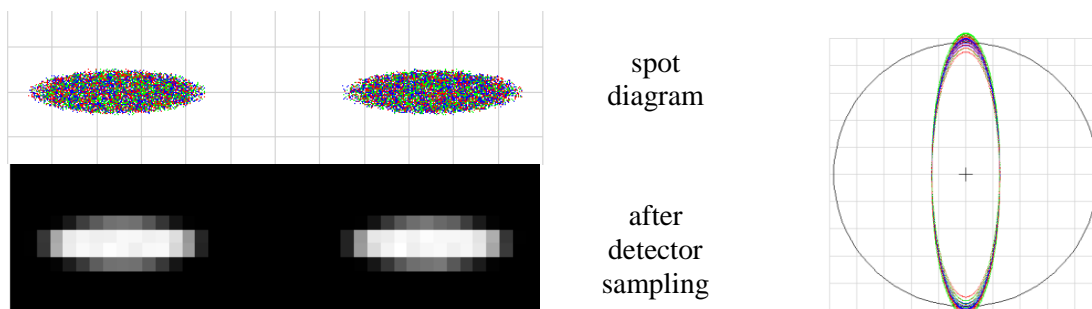 spot
diagram
after
detector
sampling